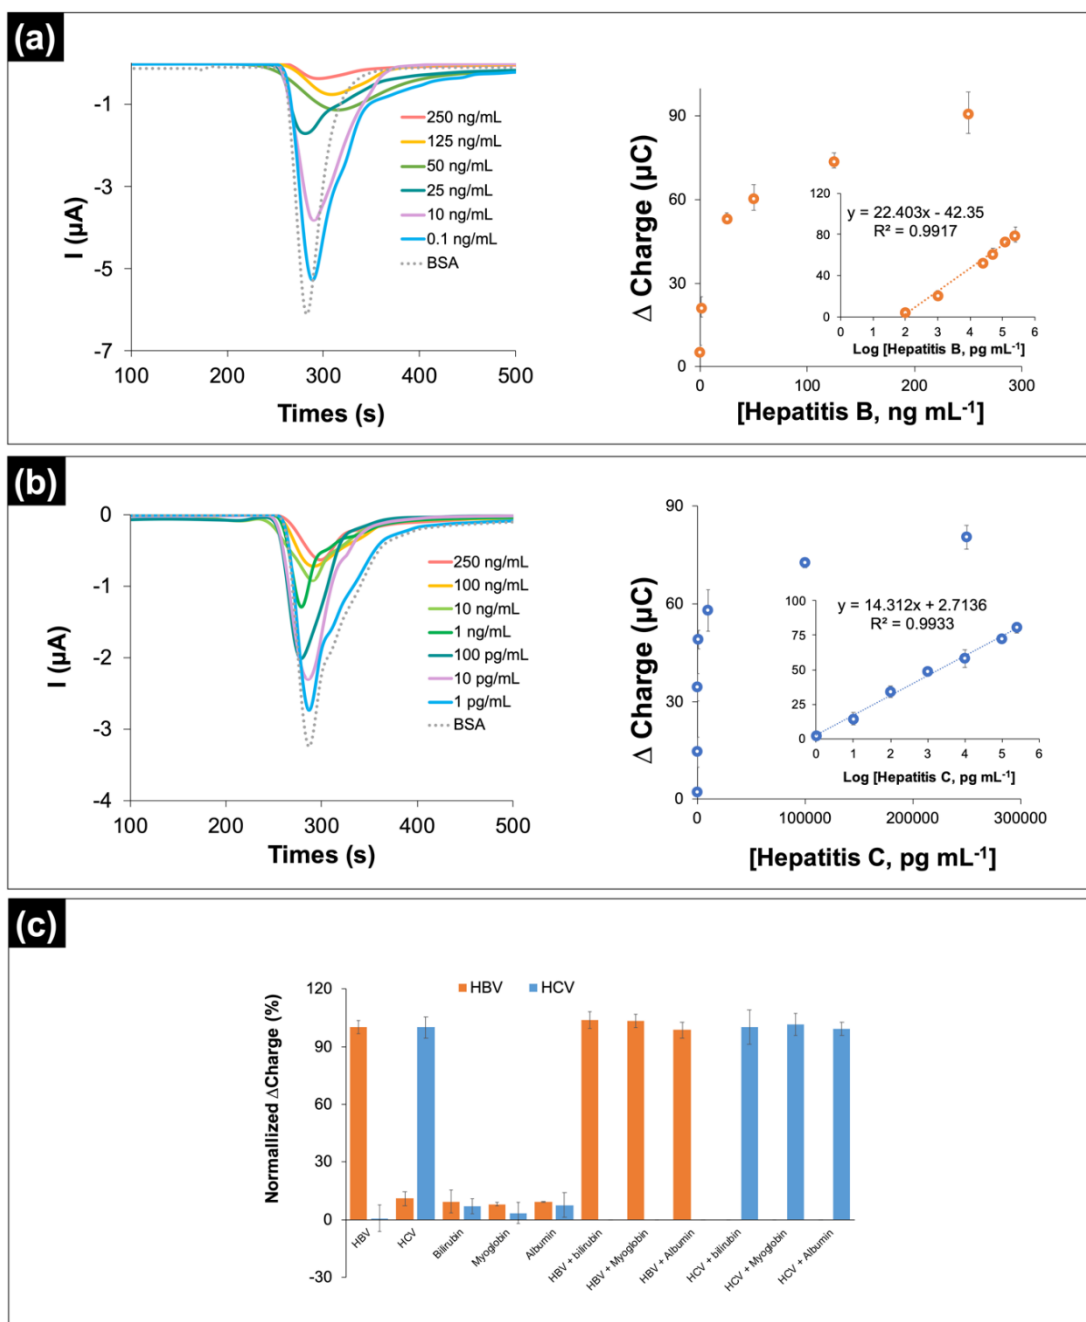 (a)
-1
-3
-5
-7
I (µA)
100 200 300 400 500
Times (s)
250 ng/mL
125 ng/mL
50 ng/mL
25 ng/mL
10 ng/mL
0.1 ng/mL
BSA
90
60
30
0
Δ Charge (µC)
0 100 200 300
[Hepatitis B, ng mL⁻¹]
y = 22.403x - 42.35
R² = 0.9917
120
80
40
0
0 1 2 3 4 5 6
Log [Hepatitis B, pg mL⁻¹]
(b)
0
-1
-2
-3
-4
I (µA)
100 200 300 400 500
Times (s)
250 ng/mL
100 ng/mL
10 ng/mL
1 ng/mL
100 pg/mL
10 pg/mL
1 pg/mL
BSA
90
60
30
0
Δ Charge (µC)
0 100000 200000 300000
[Hepatitis C, pg mL⁻¹]
y = 14.312x + 2.7136
R² = 0.9933
100
75
50
25
0
0 1 2 3 4 5 6
Log [Hepatitis C, pg mL⁻¹]
(c)
HBV HCV
120
90
60
30
0
-30
Normallized ΔCharge (%)
HBV
HCV
Bilirubin
Myoglobin
Albumin
HBV + bilirubin
HBV + Myoglobin
HBV + Albumin
HCV + bilirubin
HCV + Myoglobin
HCV + Albumin